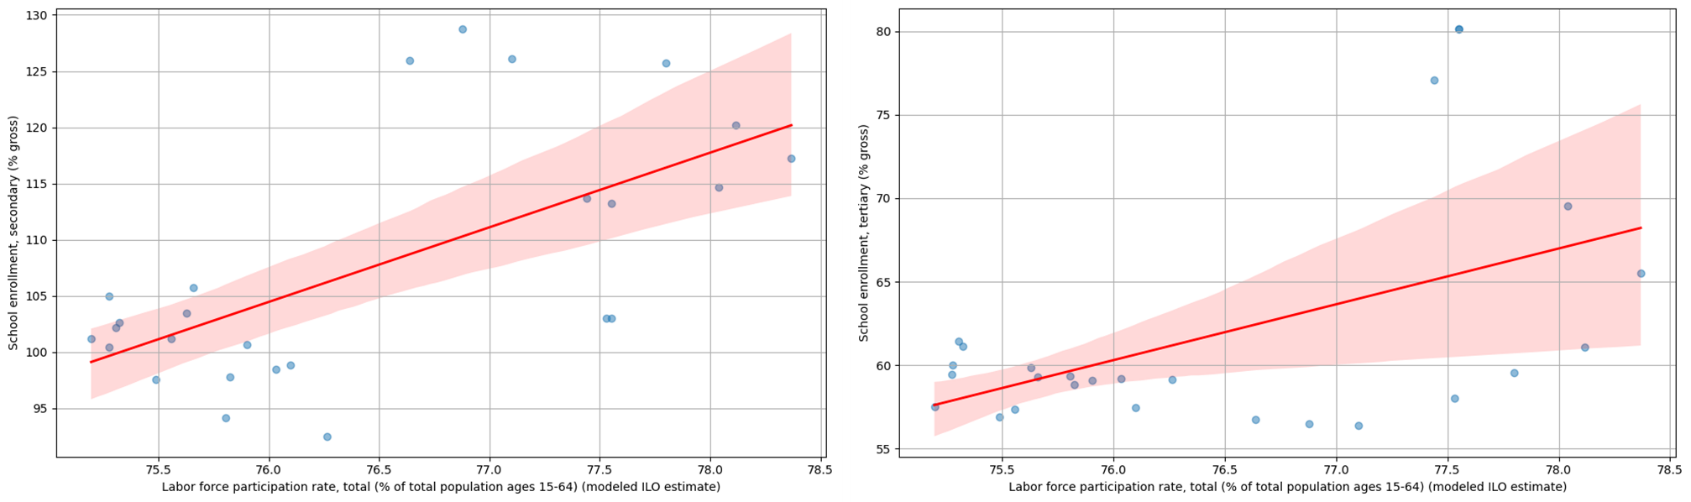 130
125
120
115
110
105
100
95
School enrollment, secondary (% gross)
75.5 76.0 76.5 77.0 77.5 78.0 78.5
Labor force participation rate, total (% of total population ages 15-64) (modeled ILO estimate)
80
75
70
65
60
55
School enrollment, tertiary (% gross)
75.5 76.0 76.5 77.0 77.5 78.0 78.5
Labor force participation rate, total (% of total population ages 15-64) (modeled ILO estimate)